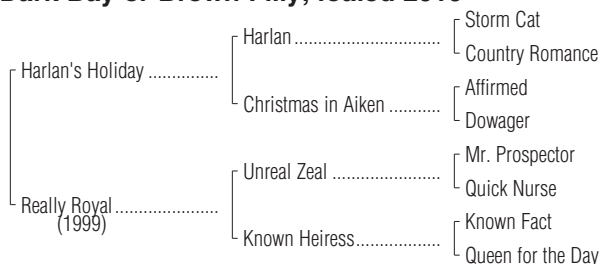 Storm Cat
Harlan ................................
Country Romance
Harlan's Holiday ...............
Affirmed
Christmas in Aiken ...........
Dowager
Mr. Prospector
Unreal Zeal ........................
Quick Nurse
Really Royal .......................
(1999)
Known Fact
Known Heiress...................
Queen for the Day